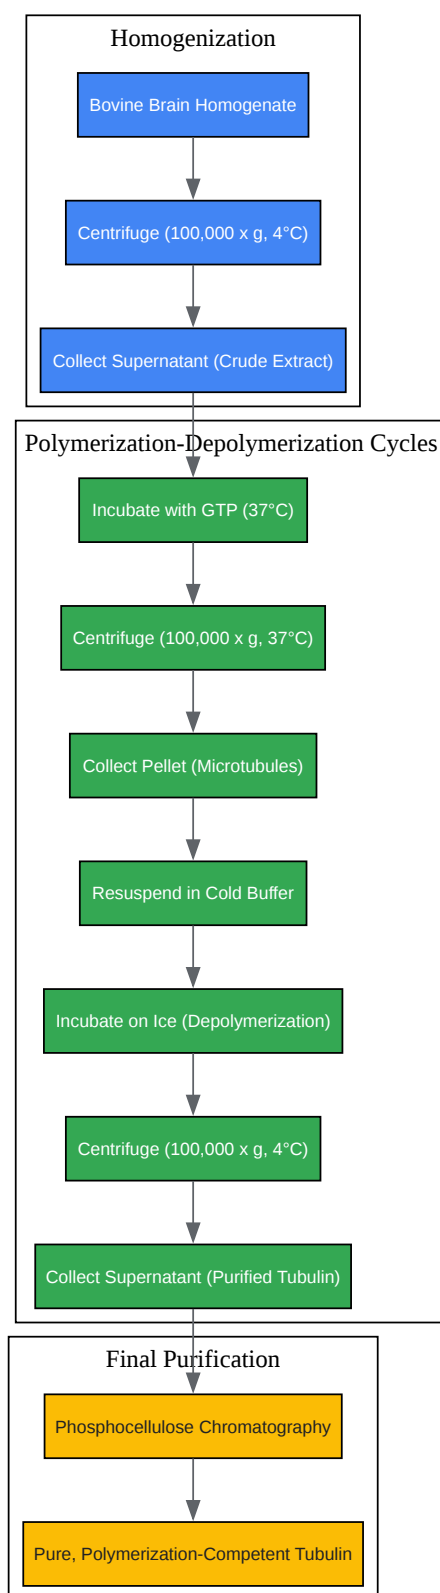 Homogenization
Bovine Brain Homogenate
Centrifuge (100,000 x g, 4°C)
Collect Supernatant (Crude Extract)
Polymerization-Depolymerization Cycles
Incubate with GTP (37°C)
Centrifuge (100,000 x g, 37°C)
Collect Pellet (Microtubules)
Resuspend in Cold Buffer
Incubate on Ice (Depolymerization)
Centrifuge (100,000 x g, 4°C)
Collect Supernatant (Purified Tubulin)
Final Purification
Phosphocellulose Chromatography
Pure, Polymerization-Competent Tubulin